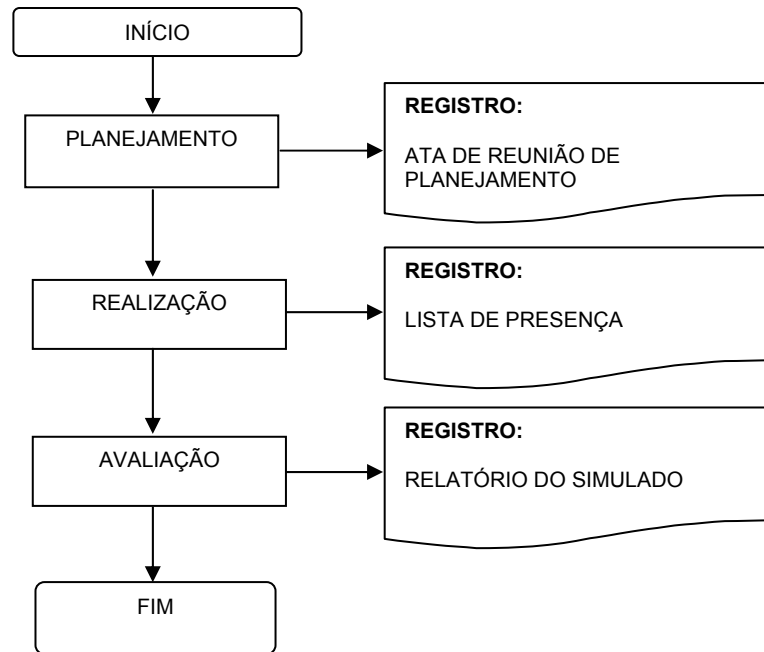 INÍCIO
PLANEJAMENTO
REGISTRO:
ATA DE REUNIÃO DE
PLANEJAMENTO
REALIZAÇÃO
REGISTRO:
LISTA DE PRESENÇA
AVALIAÇÃO
REGISTRO:
RELATÓRIO DO SIMULADO
FIM